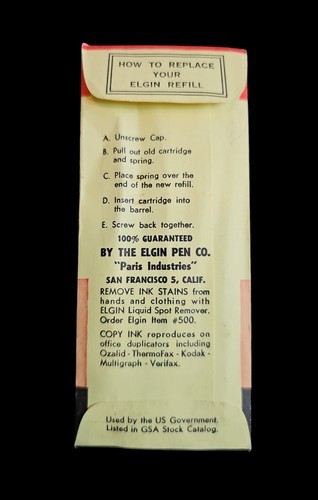 HOW TO REPLACE
YOUR
ELGIN REFILL
A. Unscrew Cap.
B. Pull out old cartridge
and spring.
C. Place spring over the
end of the new refill.
D. Insert cartridge into
the barrel.
E. Screw back together.
100% GUARANTEED
BY THE ELGIN PEN CO.
"Paris Industries"
SAN FRANCISCO 5, CALIF.
REMOVE INK STAINS from
hands and clothing with
ELGIN Liquid Spot Remover.
Order Elgin Item #500.
COPY INK reproduces on
office duplicators including
Ozalid - ThermoFax - Kodak -
Multigraph - Verifax.
Used by the US Government.
Listed in GSA Stock Catalog.